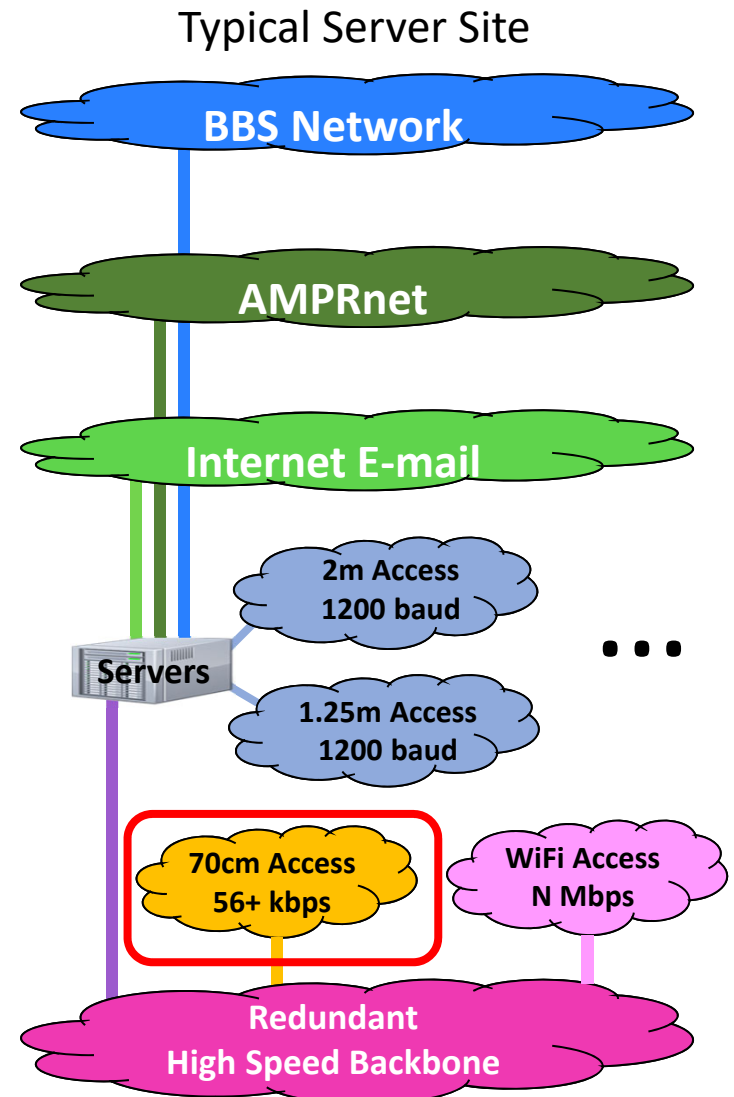 Typical Server Site
BBS Network
AMPRnet
Internet E-mail
2m Access
1200 baud
...
Servers
1.25m Access
1200 baud
70cm Access
56+ kbps
WiFi Access
N Mbps
Redundant
High Speed Backbone